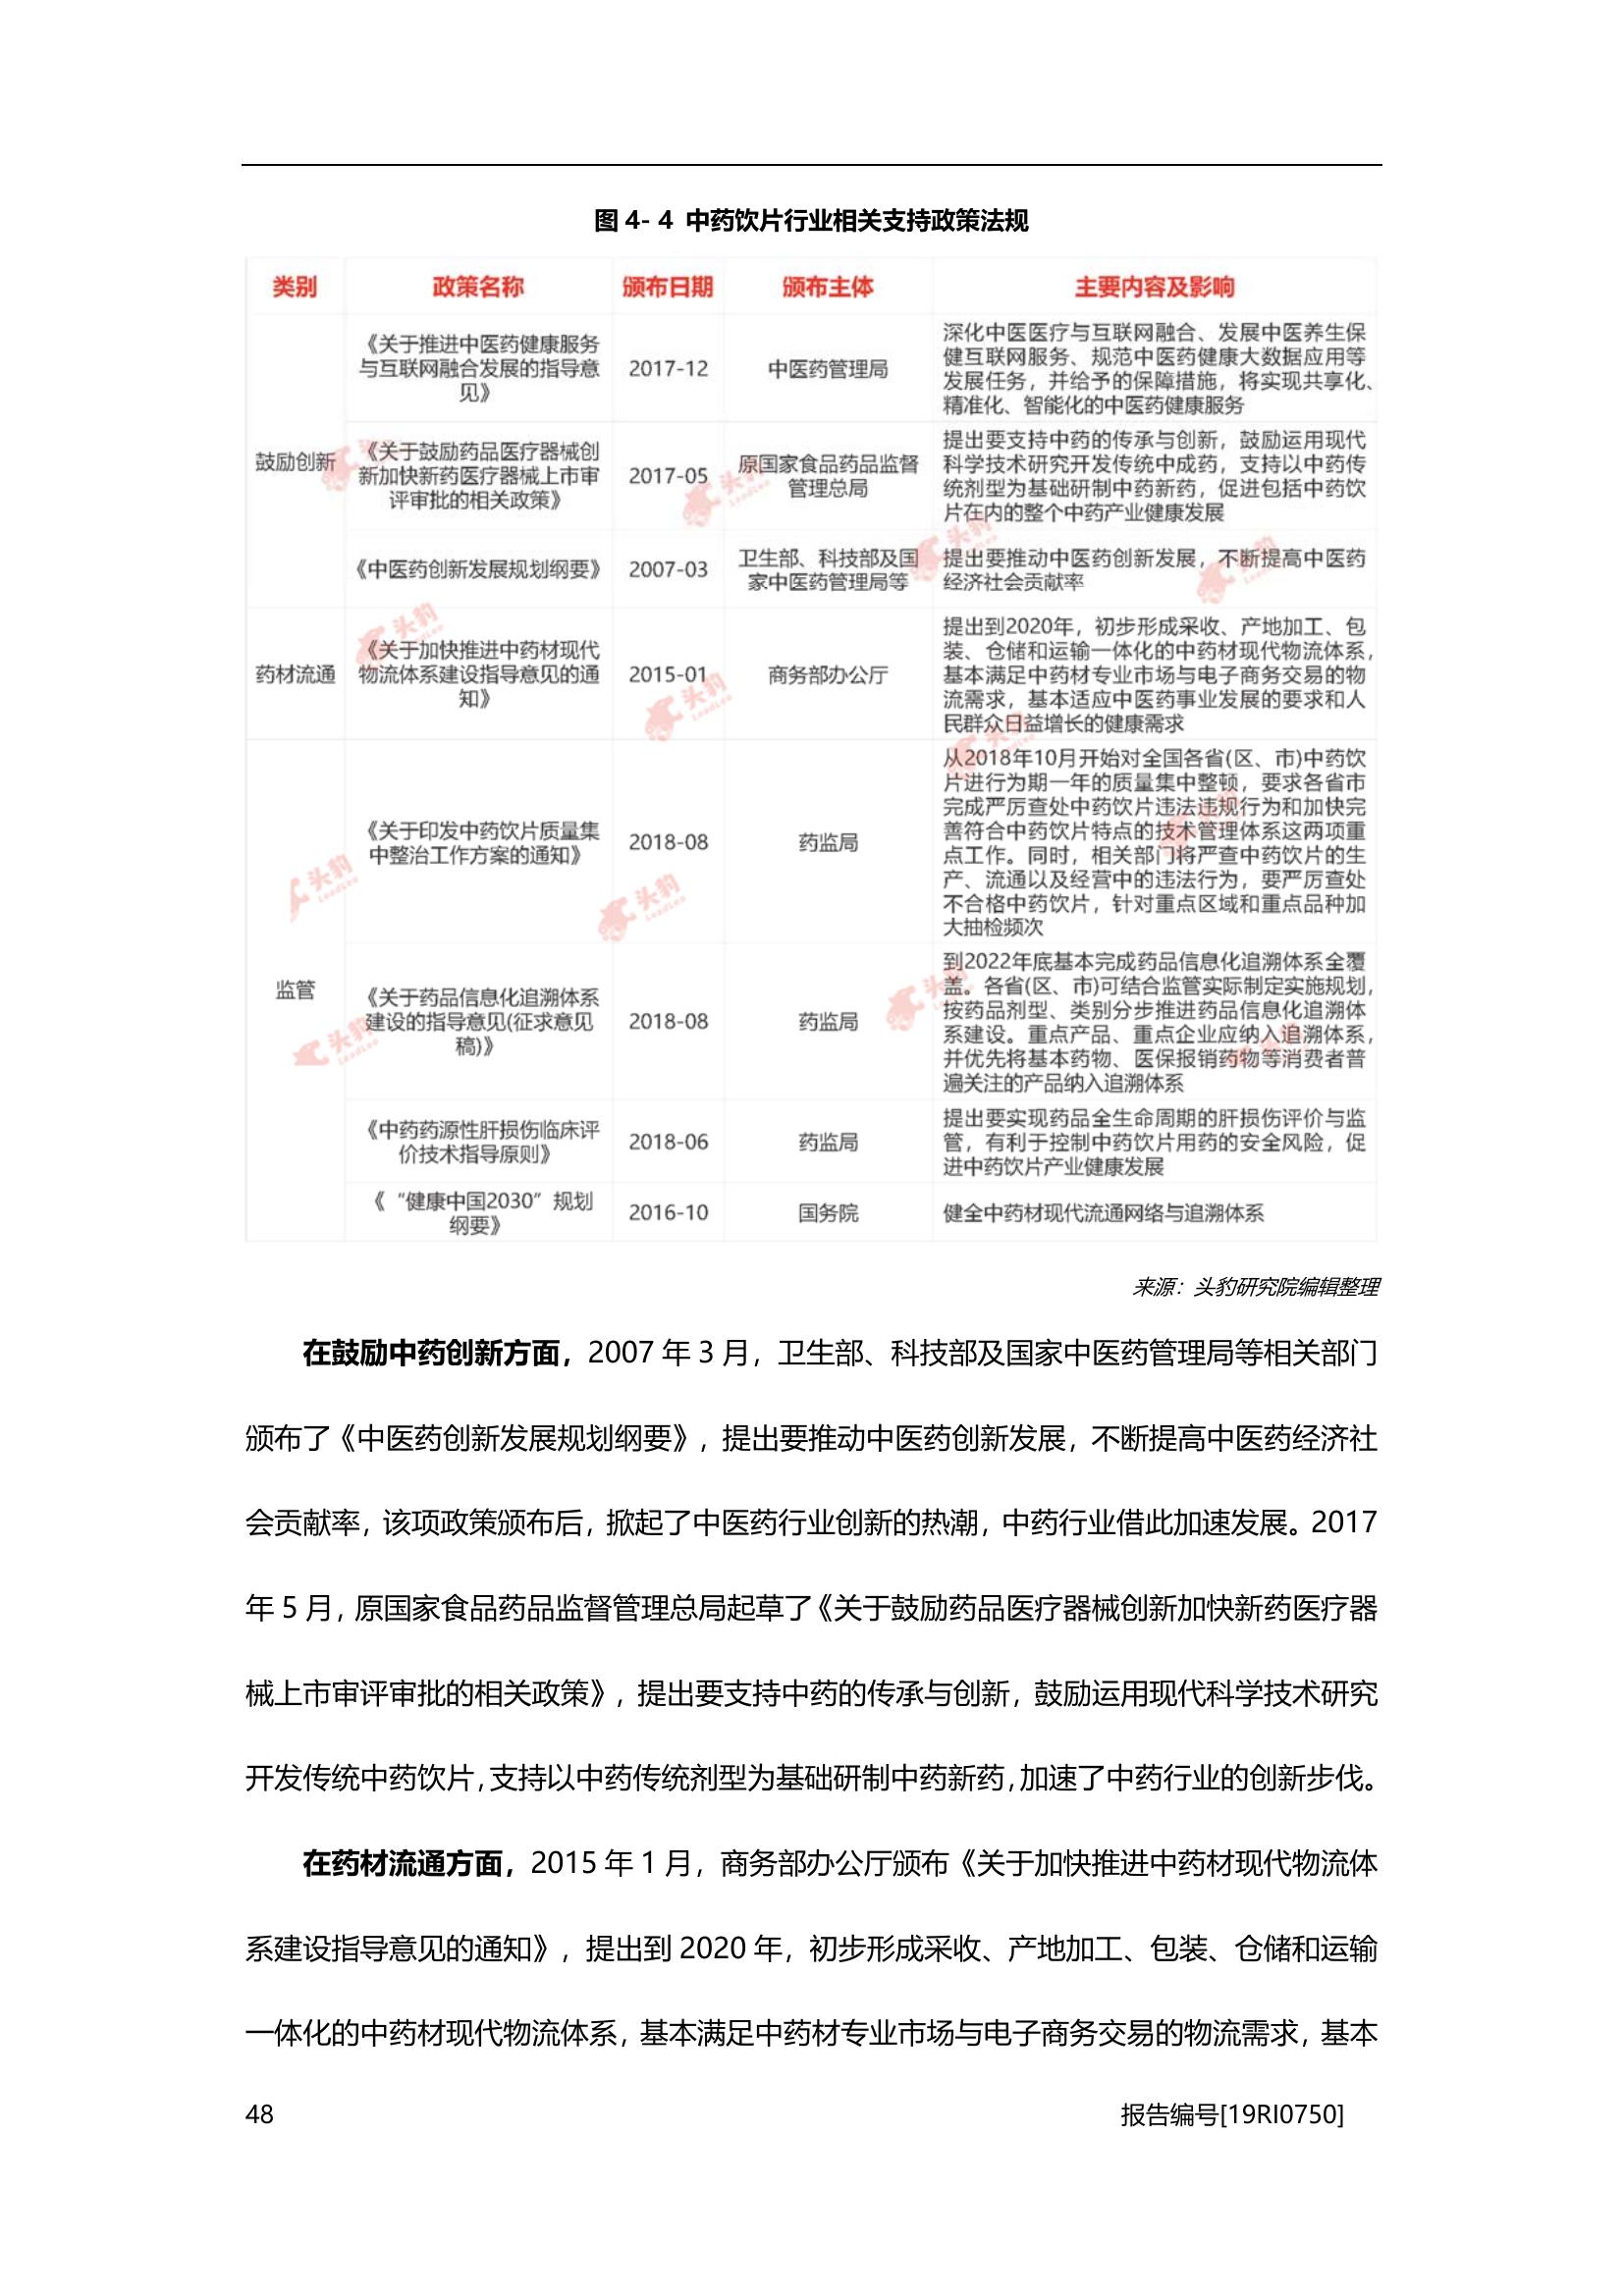 图 4- 4 中药饮片行业相关支持政策法规
类别 政策名称 颁布日期 颁布主体 主要内容及影响
鼓励创新
《关于推进中医药健康服务
与互联网融合发展的指导意
见》
2017-12
中医药管理局
深化中医医疗与互联网融合、发展中医养生保
健互联网服务、规范中医药健康大数据应用等
发展任务，并给予的保障措施，将实现共享化、
精准化、智能化的中医药健康服务
《关于鼓励药品医疗器械创
新加快新药医疗器械上市审
评审批的相关政策》
2017-05
原国家食品药品监督
管理总局
提出要支持中药的传承与创新，鼓励运用现代
科学技术研究开发传统中成药，支持以中药传
统剂型为基础研制中药新药，促进包括中药饮
片在内的整个中药产业健康发展
《中医药创新发展规划纲要》
2007-03
卫生部、科技部及国
家中医药管理局等
提出要推动中医药创新发展，不断提高中医药
经济社会贡献率
药材流通
《关于加快推进中药材现代
物流体系建设指导意见的通
知》
2015-01
商务部办公厅
提出到2020年，初步形成采收、产地加工、包
装、仓储和运输一体化的中药材现代物流体系，
基本满足中药材专业市场与电子商务交易的物
流需求，基本适应中医药事业发展的要求和人
民群众日益增长的健康需求
监管
《关于印发中药饮片质量集
中整治工作方案的通知》
2018-08
药监局
从2018年10月开始对全国各省(区、市)中药饮
片进行为期一年的质量集中整顿，要求各省市
完成严厉查处中药饮片违法违规行为和加快完
善符合中药饮片特点的技术管理体系这两项重
点工作。同时，相关部门将严查中药饮片的生
产、流通以及经营中的违法行为，要严厉查处
不合格中药饮片，针对重点区域和重点品种加
大抽检频次
《关于药品信息化追溯体系
建设的指导意见(征求意见
稿)》
2018-08
药监局
到2022年底基本完成药品信息化追溯体系全覆
盖。各省(区、市)可结合监管实际制定实施规划，
按药品剂型、类别分步推进药品信息化追溯体
系建设。重点产品、重点企业应纳入追溯体系，
并优先将基本药物、医保报销药物等消费者普
遍关注的产品纳入追溯体系
《中药药源性肝损伤临床评
价技术指导原则》
2018-06
药监局
提出要实现药品全生命周期的肝损伤评价与监
管，有利于控制中药饮片用药的安全风险，促
进中药饮片产业健康发展
《“健康中国2030”规划
纲要》
2016-10
国务院
健全中药材现代流通网络与追溯体系
来源：头豹研究院编辑整理
在鼓励中药创新方面，2007 年 3 月，卫生部、科技部及国家中医药管理局等相关部门
颁布了《中医药创新发展规划纲要》，提出要推动中医药创新发展，不断提高中医药经济社
会贡献率，该项政策颁布后，掀起了中医药行业创新的热潮，中药行业借此加速发展。2017
年 5 月，原国家食品药品监督管理总局起草了《关于鼓励药品医疗器械创新加快新药医疗器
械上市审评审批的相关政策》，提出要支持中药的传承与创新，鼓励运用现代科学技术研究
开发传统中药饮片，支持以中药传统剂型为基础研制中药新药，加速了中药行业的创新步伐。
在药材流通方面，2015 年 1 月，商务部办公厅颁布《关于加快推进中药材现代物流体
系建设指导意见的通知》，提出到 2020 年，初步形成采收、产地加工、包装、仓储和运输
一体化的中药材现代物流体系，基本满足中药材专业市场与电子商务交易的物流需求，基本
48 报告编号[19RI0750]